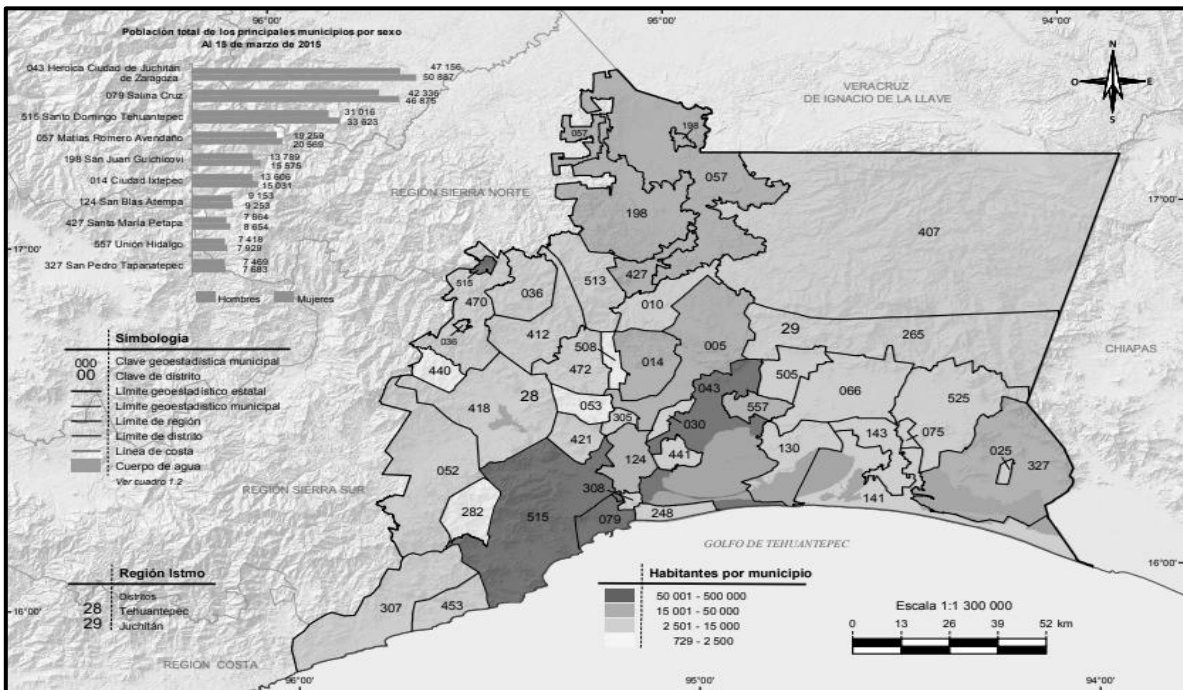 96°00'
95°00'
94°00'
Población total de los principales municipios por sexo
Al 15 de marzo de 2015
043 Heroica Ciudad de Juchitán
de Zaragoza
47 156
50 887
079 Salina Cruz
42 336
46 875
515 Santo Domingo Tehuantepec
31 016
33 823
057 Matías Romero Avendaño
19 259
20 569
198 San Juan Guichicovi
13 789
15 575
014 Ciudad Ixtepec
13 606
15 031
124 San Blas Atempa
9 153
9 253
427 Santa María Petapa
7 864
8 654
557 Unión Hidalgo
7 418
7 929
327 San Pedro Tapanatepec
7 469
7 683
Hombres Mujeres
N
O E
S
VERACRUZ
DE IGNACIO DE LA LLAVE
REGIÓN SIERRA NORTE
17°00'
17°00'
CHIAPAS
057
198
057
198
407
427
513
515
470
036
010
036
412
508
005
29
265
472
014
440
505
066
525
043
418
28
053
305
557
030
143
075
421
130
025
327
124
441
052
141
308
282
515
079
248
307
453
Simbología
000 Clave geoestadística municipal
00 Clave de distrito
Límite geoestadístico estatal
Límite geoestadístico municipal
Límite de región
Límite de distrito
Línea de costa
Cuerpo de agua
Ver cuadro 1.2
REGIÓN SIERRA SUR
GOLFO DE TEHUANTEPEC
16°00'
16°00'
Región Istmo
Distritos
28 Tehuantepec
29 Juchitán
Habitantes por municipio
50 001 - 500 000
15 001 - 50 000
2 501 - 15 000
729 - 2 500
Escala 1:1 300 000
0 13 26 39 52 km
REGIÓN COSTA
96°00'
95°00'
94°00'